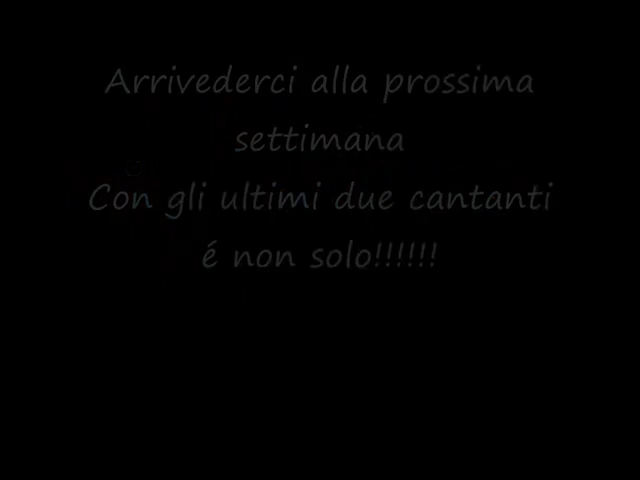 Arrivederci alla prossima
settimana
Con gli ultimi due cantanti
é non solo!!!!!!